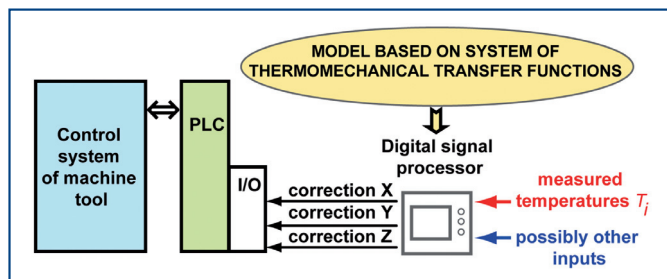 MODEL BASED ON SYSTEM OF
THERMOMECHANICAL TRANSFER FUNCTIONS
Control
system
of machine
tool
PLC
I/O
Digital signal
processor
correction X
correction Y
correction Z
measured
temperatures Ti
possibly other
inputs